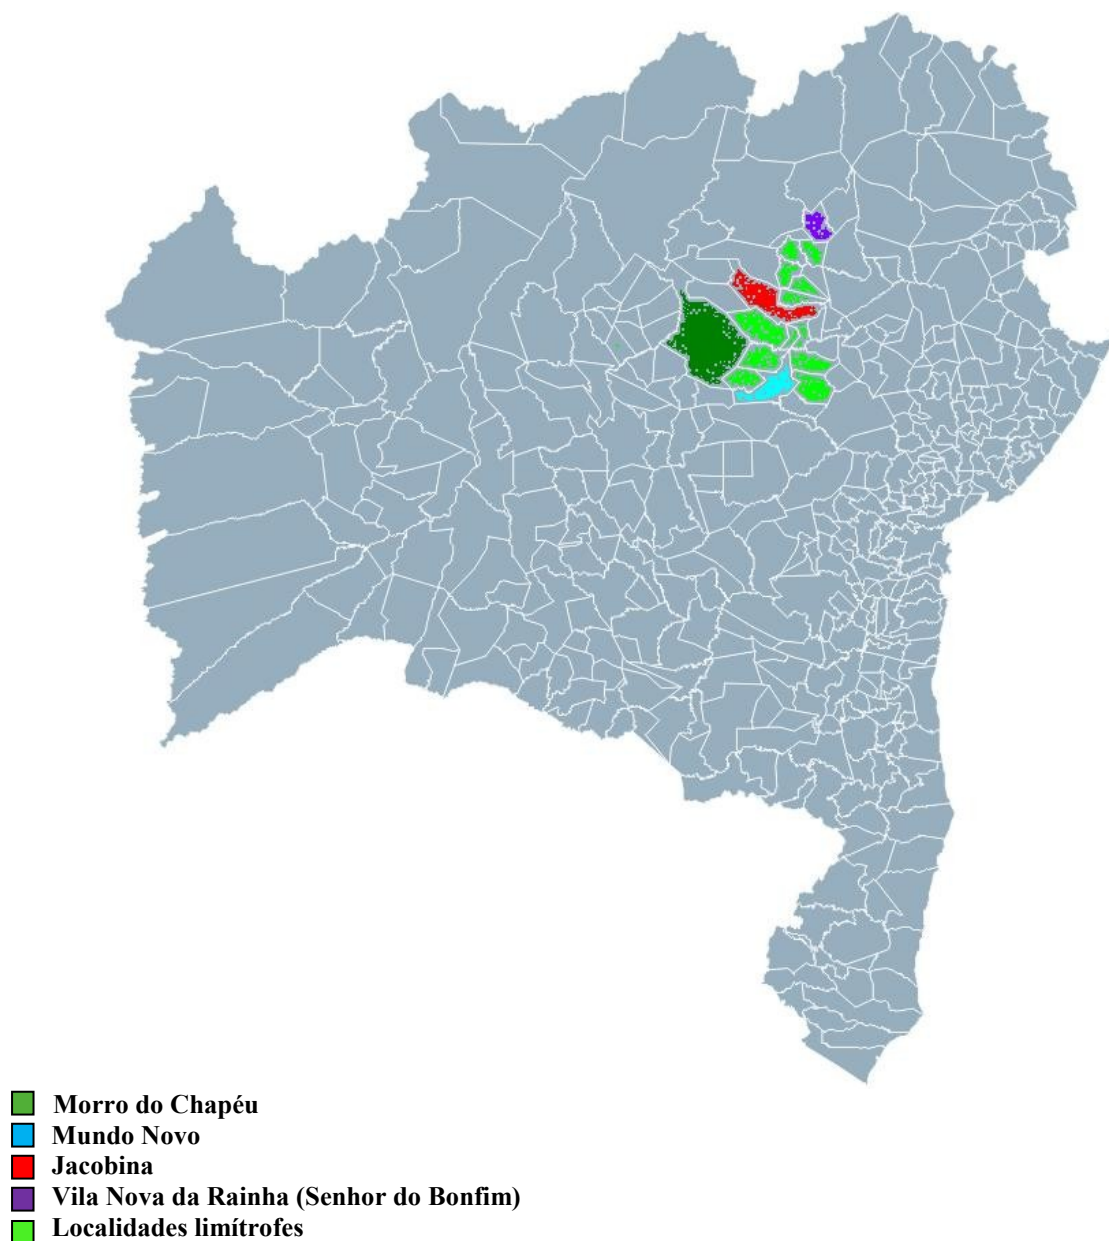 Morro do Chapéu
Mundo Novo
Jacobina
Vila Nova da Rainha (Senhor do Bonfim)
Localidades limítrofes